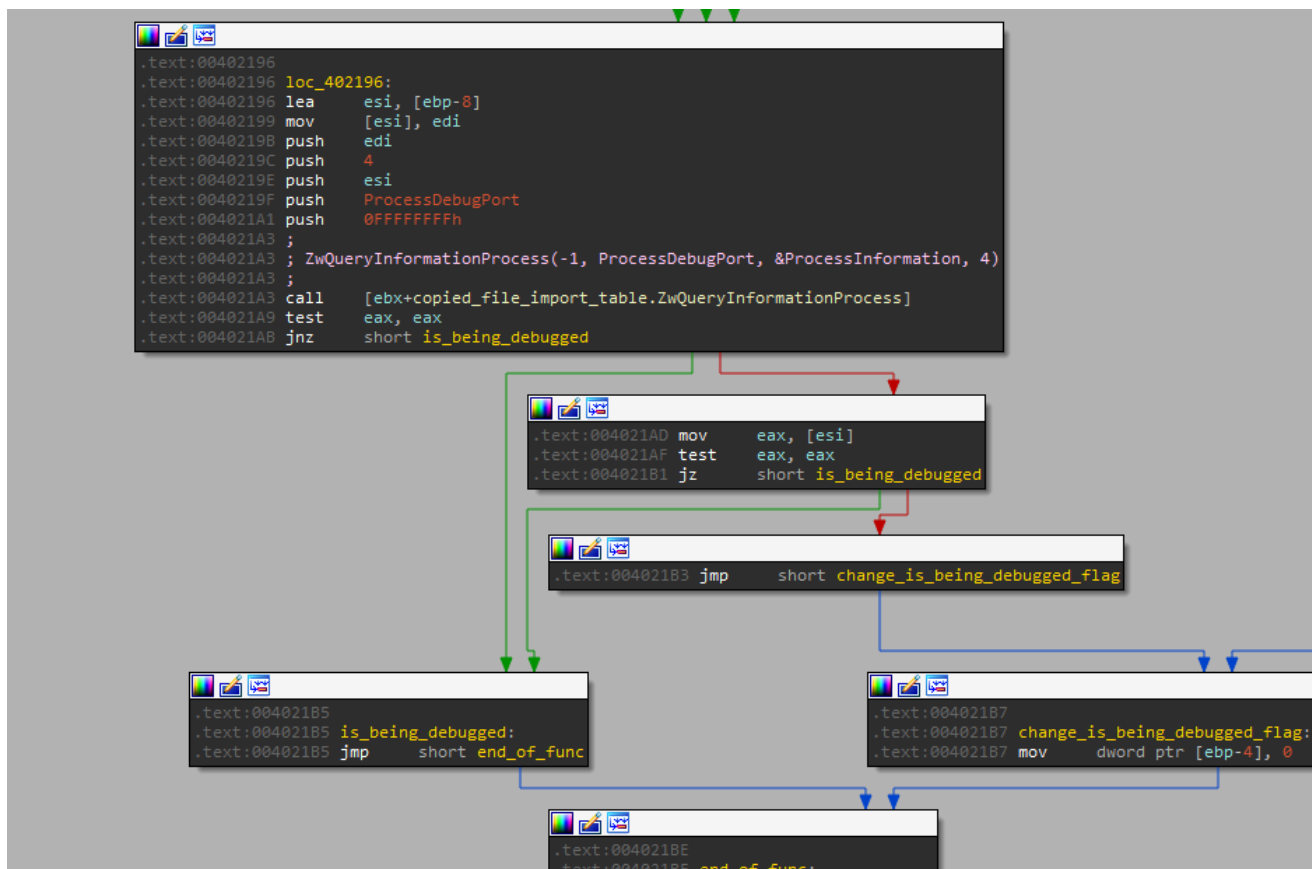 .text:00402196
.text:00402196 loc_402196:
.text:00402196 lea     esi, [ebp-8]
.text:00402199 mov     [esi], edi
.text:0040219B push    edi
.text:0040219C push    4
.text:0040219E push    esi
.text:0040219F push    ProcessDebugPort
.text:004021A1 push    0FFFFFFFFh
.text:004021A3 ;
.text:004021A3 ; ZwQueryInformationProcess(-1, ProcessDebugPort, &ProcessInformation, 4)
.text:004021A3 ;
.text:004021A3 call    [ebx+copied_file_import_table.ZwQueryInformationProcess]
.text:004021A9 test    eax, eax
.text:004021AB jnz     short is_being_debugged
.text:004021AD mov     eax, [esi]
.text:004021AF test    eax, eax
.text:004021B1 jz      short is_being_debugged
.text:004021B3 jmp     short change_is_being_debugged_flag
.text:004021B5
.text:004021B5 is_being_debugged:
.text:004021B5 jmp     short end_of_func
.text:004021B7
.text:004021B7 change_is_being_debugged_flag:
.text:004021B7 mov     dword ptr [ebp-4], 0
.text:004021BE
.text:004021BE end_of_func: